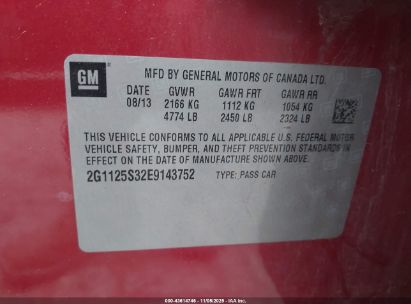 GM
MFD BY GENERAL MOTORS OF CANADA LTD.
DATE GVWR GAWR FRT GAWR RR
08/13 2166 KG 1112 KG 1054 KG
4774 LB 2450 LB 2324 LB
THIS VEHICLE CONFORMS TO ALL APPLICABLE U.S. FEDERAL MOTOR
VEHICLE SAFETY, BUMPER, AND THEFT PREVENTION STANDARDS IN
EFFECT ON THE DATE OF MANUFACTURE SHOWN ABOVE.
2G1125S32E9143752 TYPE: PASS CAR